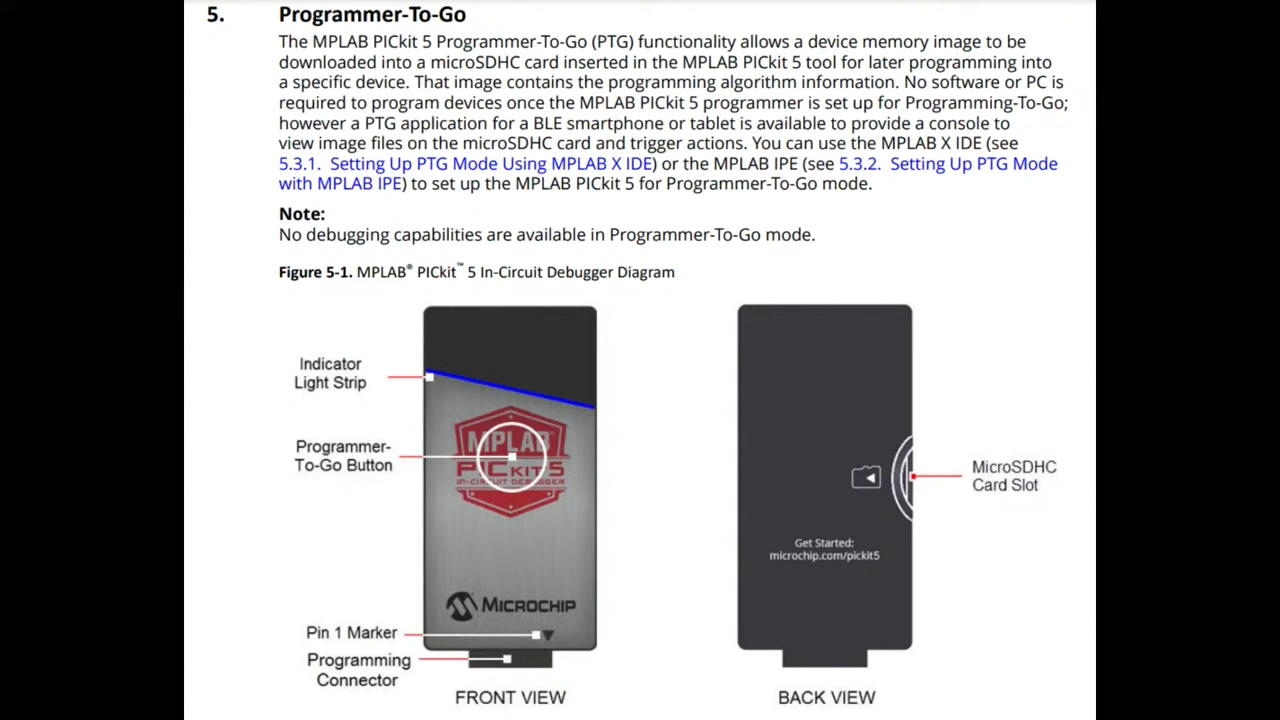 5. Programmer-To-Go
The MPLAB PICkit 5 Programmer-To-Go (PTG) functionality allows a device memory image to be
downloaded into a microSDHC card inserted in the MPLAB PICkit 5 tool for later programming into
a specific device. That image contains the programming algorithm information. No software or PC is
required to program devices once the MPLAB PICkit 5 programmer is set up for Programming-To-Go;
however a PTG application for a BLE smartphone or tablet is available to provide a console to
view image files on the microSDHC card and trigger actions. You can use the MPLAB X IDE (see
5.3.1. Setting Up PTG Mode Using MPLAB X IDE) or the MPLAB IPE (see 5.3.2. Setting Up PTG Mode
with MPLAB IPE) to set up the MPLAB PICkit 5 for Programmer-To-Go mode.
Note:
No debugging capabilities are available in Programmer-To-Go mode.
Figure 5-1. MPLAB® PICkit™ 5 In-Circuit Debugger Diagram
Indicator
Light Strip
Programmer-
To-Go Button
MPLAB
PICKIT 5
IN-CIRCUIT DEBUGGER
MICROCHIP
Pin 1 Marker
Programming
Connector
FRONT VIEW
MicroSDHC
Card Slot
Get Started:
microchip.com/pickit5
BACK VIEW